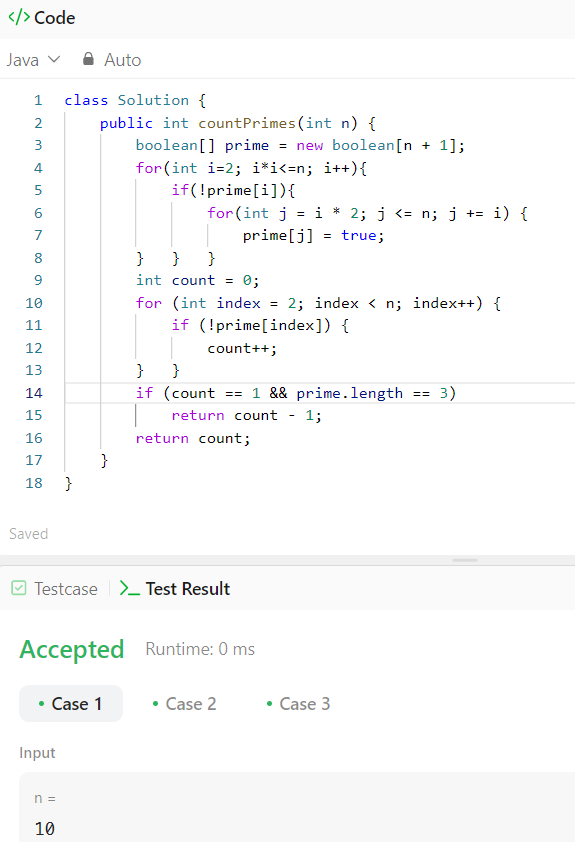 </> Code
Java Auto
1 class Solution {
2     public int countPrimes(int n) {
3         boolean[] prime = new boolean[n + 1];
4         for(int i=2; i*i<=n; i++){
5             if(!prime[i]){
6                 for(int j = i * 2; j <= n; j += i) {
7                     prime[j] = true;
8         }   }   }
9         int count = 0;
10         for (int index = 2; index < n; index++) {
11             if (!prime[index]) {
12                 count++;
13         }   }
14         if (count == 1 && prime.length == 3)
15             return count - 1;
16         return count;
17     }
18 }
Saved
Testcase >_ Test Result
Accepted Runtime: 0 ms
• Case 1 • Case 2 • Case 3
Input
n =
10